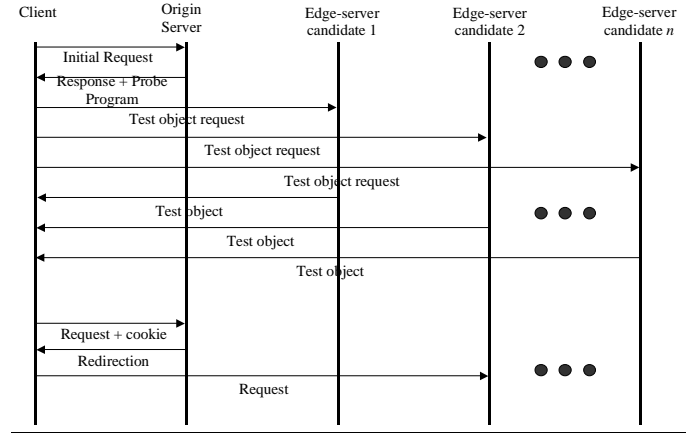 Client
Origin
Server
Edge-server
candidate 1
Edge-server
candidate 2
Edge-server
candidate n
Initial Request
Response + Probe
Program
Test object request
Test object request
Test object request
Test object
Test object
Test object
Request + cookie
Redirection
Request